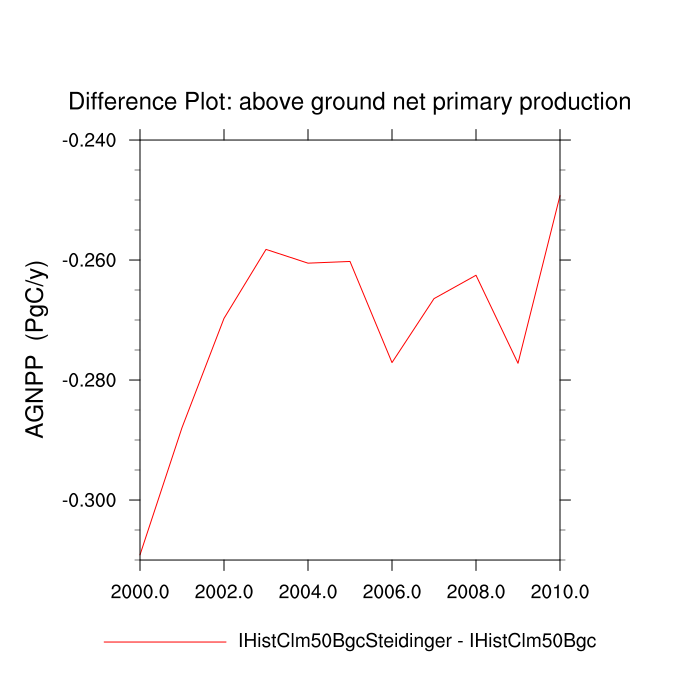 Difference Plot: above ground net primary production
AGNPP (PgC/y)
-0.240
-0.260
-0.280
-0.300
2000.0 2002.0 2004.0 2006.0 2008.0 2010.0
IHistClm50BgcSteidinger - IHistClm50Bgc